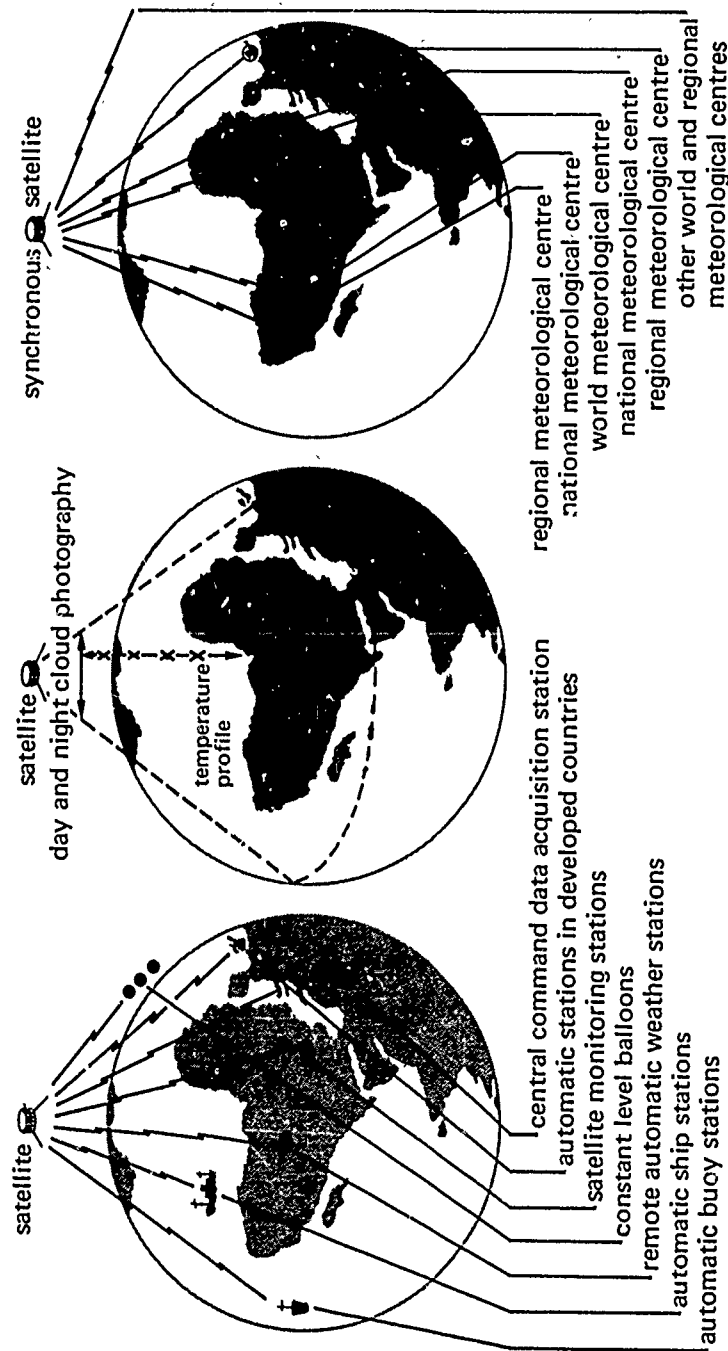 satellite
central command data acquisition station
automatic stations in developed countries
satellite monitoring stations
constant level balloons
remote automatic weather stations
automatic ship stations
automatic buoy stations
satellite
day and night cloud photography
temperature
profile
synchronous satellite
regional meteorological centre
national meteorological centre
world meteorological centre
national meteorological centre
regional meteorological centre
other world and regional
meteorological centres